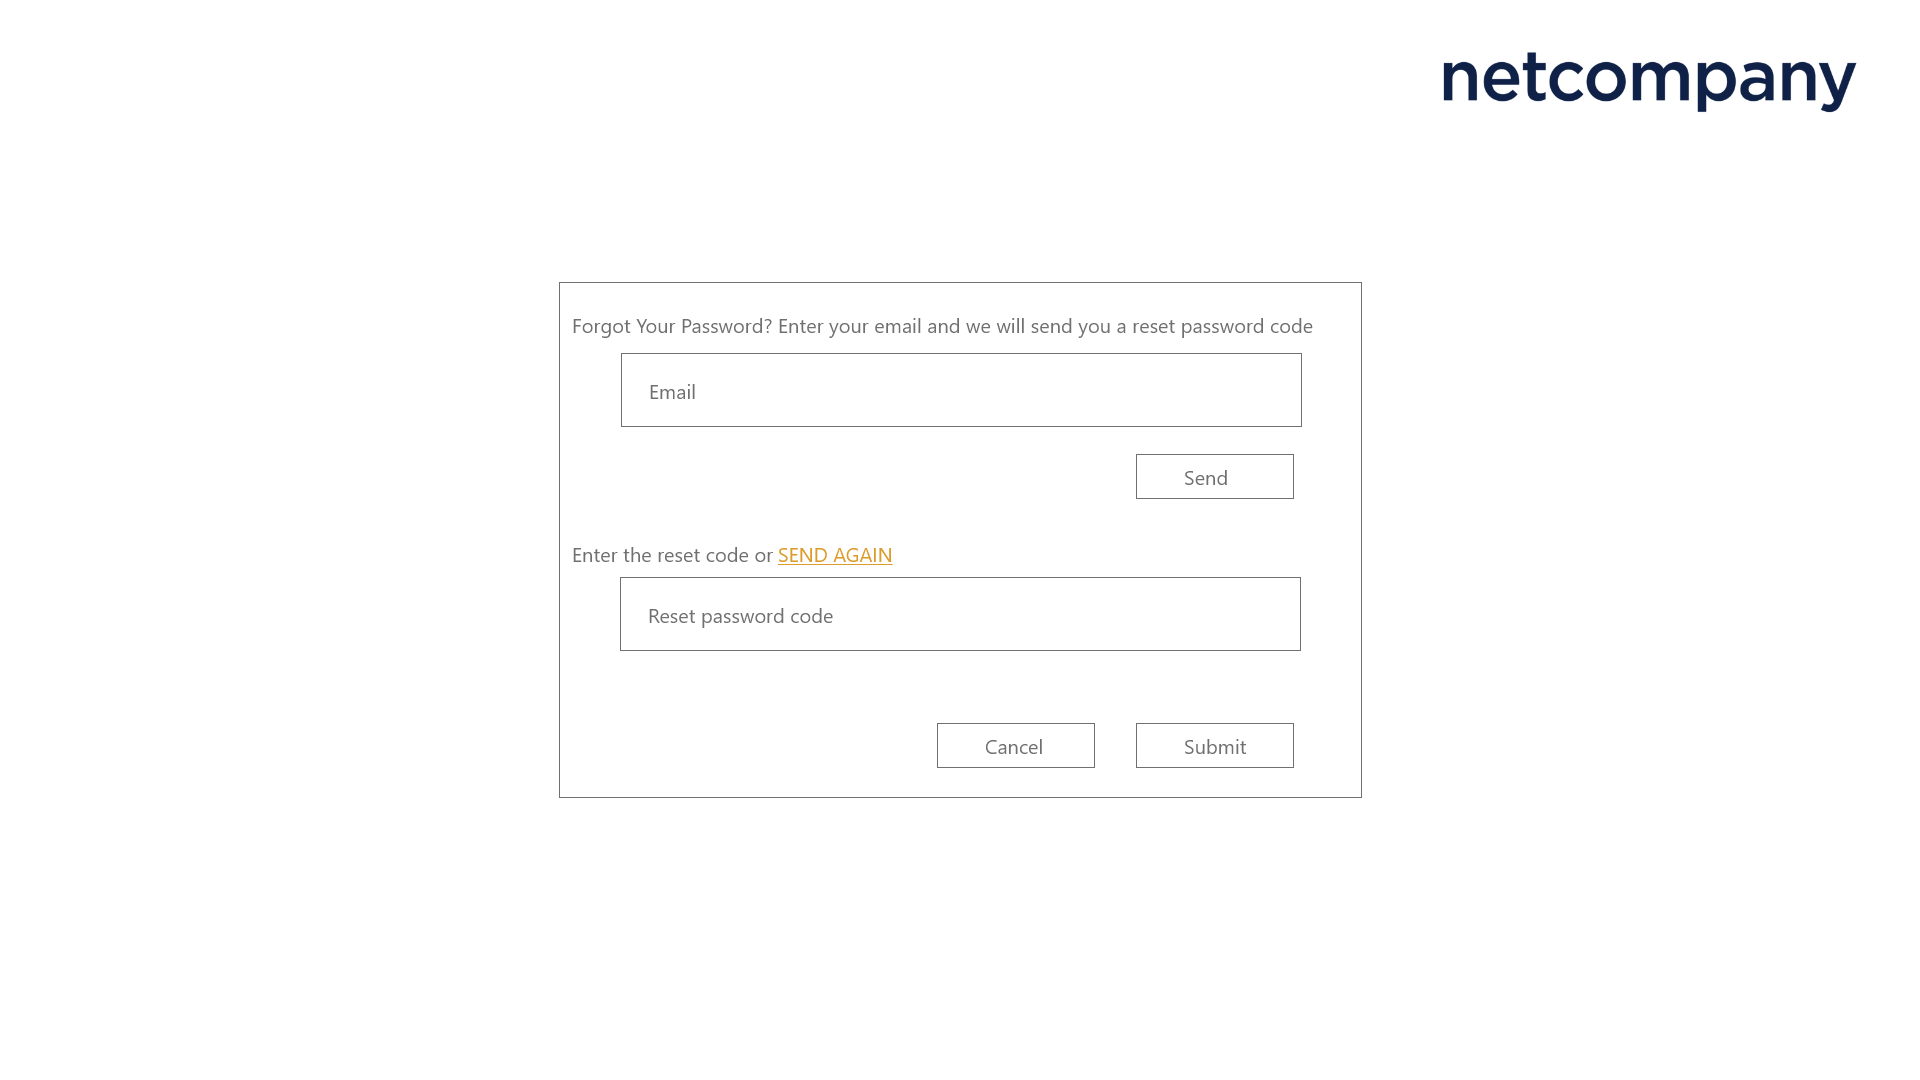 netcompany
Forgot Your Password? Enter your email and we will send you a reset password code
Email
Send
Enter the reset code or SEND AGAIN
Reset password code
Cancel
Submit